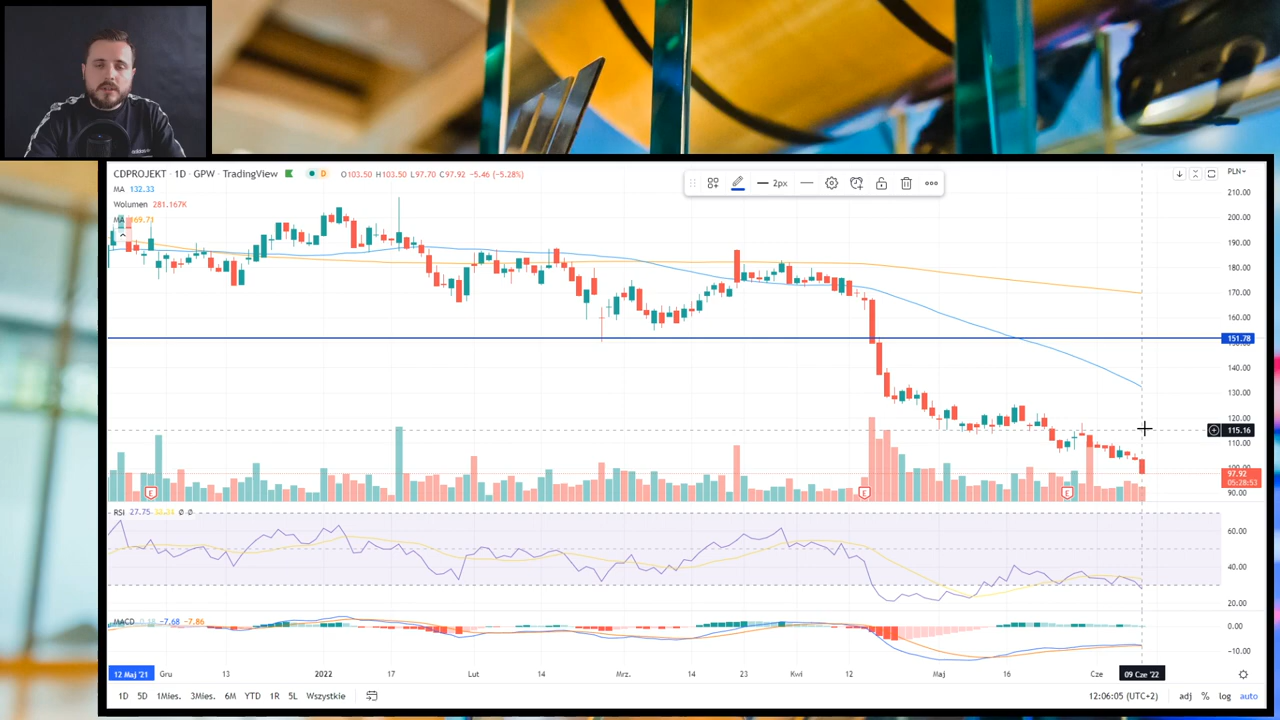 CDPROJEKT · 1D · GPW · TradingView D O103.50 H103.50 L97.70 C97.92 −5.46 (−5.28%)
MA 132.33
Wolumen 281.167K
MA 169.71
2px
PLN
210.00
200.00
190.00
180.00
170.00
160.00
151.78
140.00
130.00
120.00
115.16
110.00
100.00
97.92
05:28:53
90.00
E E E
RSI 27.75 ∅ ∅
60.00
40.00
20.00
MACD −7.68 −7.86
0.00
−10.00
12 Maj '21 Gru 13 2022 17 Lut 14 Mrz. 14 23 Kwi 12 Maj 16 Cze 09 Cze '22
1D 5D 1Mies. 3Mies. 6M YTD 1R 5L Wszystkie 12:06:05 (UTC+2) adj % log auto